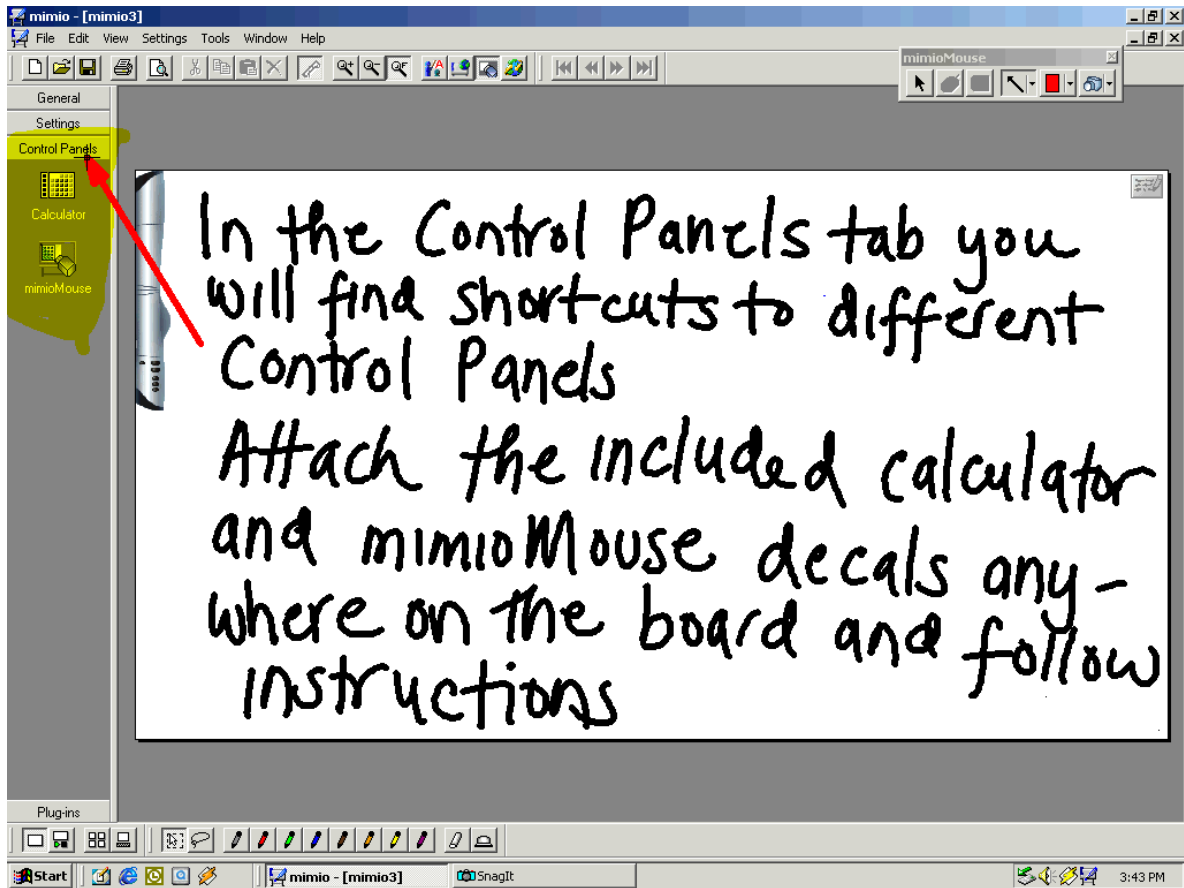 mimio - [mimio3]
File Edit View Settings Tools Window Help
mimioMouse
General
Settings
Control Panels
Calculator
mimioMouse
In the Control Panels tab you
will find shortcuts to different
Control Panels
Attach the included calculator
and mimioMouse decals any-
where on the board and follow
instructions
Plug-ins
Start
mimio - [mimio3]
SnagIt
3:43 PM